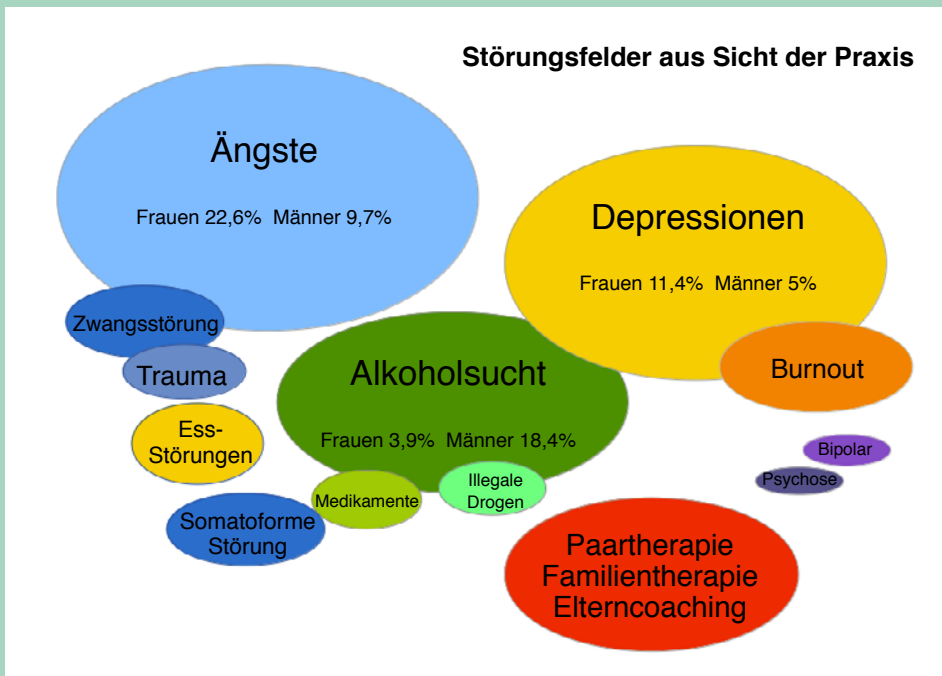 Störungsfelder aus Sicht der Praxis
Ängste
Frauen 22,6% Männer 9,7%
Depressionen
Frauen 11,4% Männer 5%
Zwangsstörung
Trauma
Alkoholsucht
Frauen 3,9% Männer 18,4%
Burnout
Ess-
Störungen
Bipolar
Psychose
Medikamente
Illegale
Drogen
Somatoforme
Störung
Paartherapie
Familientherapie
Elterncoaching